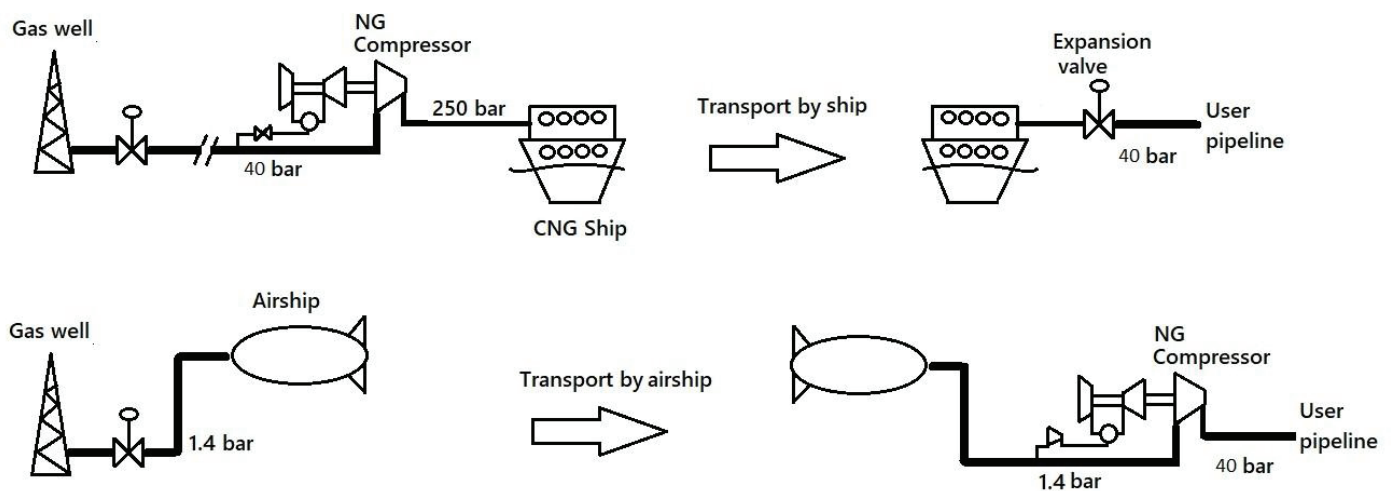 Gas well
NG
Compressor
250 bar
40 bar
CNG Ship
Transport by ship
Expansion
valve
40 bar
User
pipeline
Gas well
Airship
1.4 bar
Transport by airship
NG
Compressor
1.4 bar
40 bar
User
pipeline